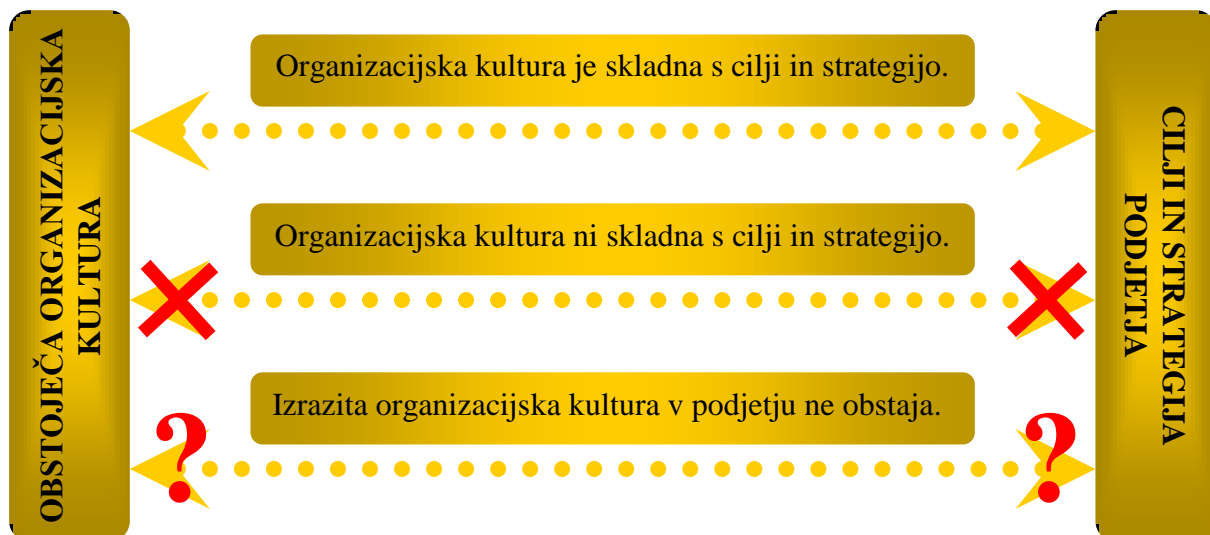 OBSTOJEČA ORGANIZACIJSKA
KULTURA
Organizacijska kultura je skladna s cilji in strategijo.
Organizacijska kultura ni skladna s cilji in strategijo.
Izrazita organizacijska kultura v podjetju ne obstaja.
?
?
CILJI IN STRATEGIJA
PODJETJA